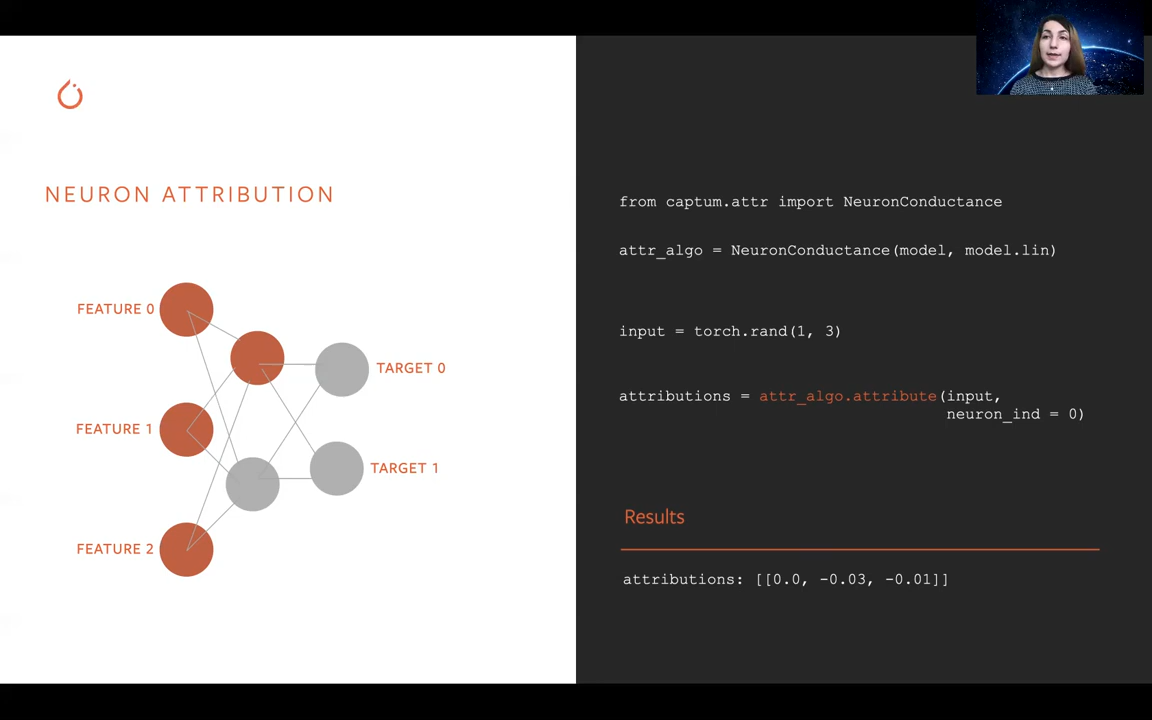 NEURON ATTRIBUTION
FEATURE 0
FEATURE 1
FEATURE 2
TARGET 0
TARGET 1
from captum.attr import NeuronConductance
attr_algo = NeuronConductance(model, model.lin)
input = torch.rand(1, 3)
attributions = attr_algo.attribute(input,
neuron_ind = 0)
Results
attributions: [[0.0, -0.03, -0.01]]